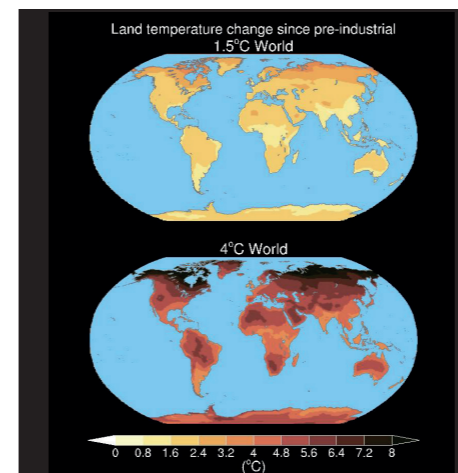 Land temperature change since pre-industrial
1.5°C World
4°C World
0 0.8 1.6 2.4 3.2 4 4.8 5.6 6.4 7.2 8
(°C)